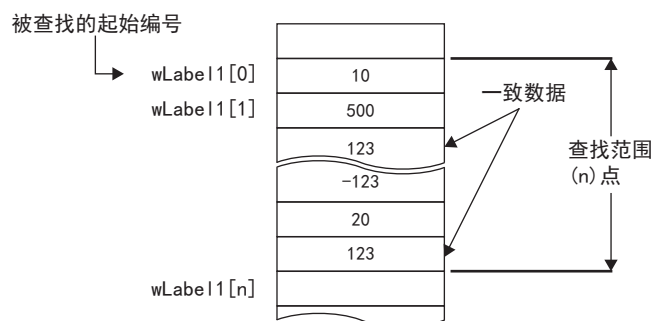 被查找的起始编号
wLabel1[0]
10
wLabel1[1]
500
一致数据
123
查找范围
(n)点
-123
20
123
wLabel1[n]